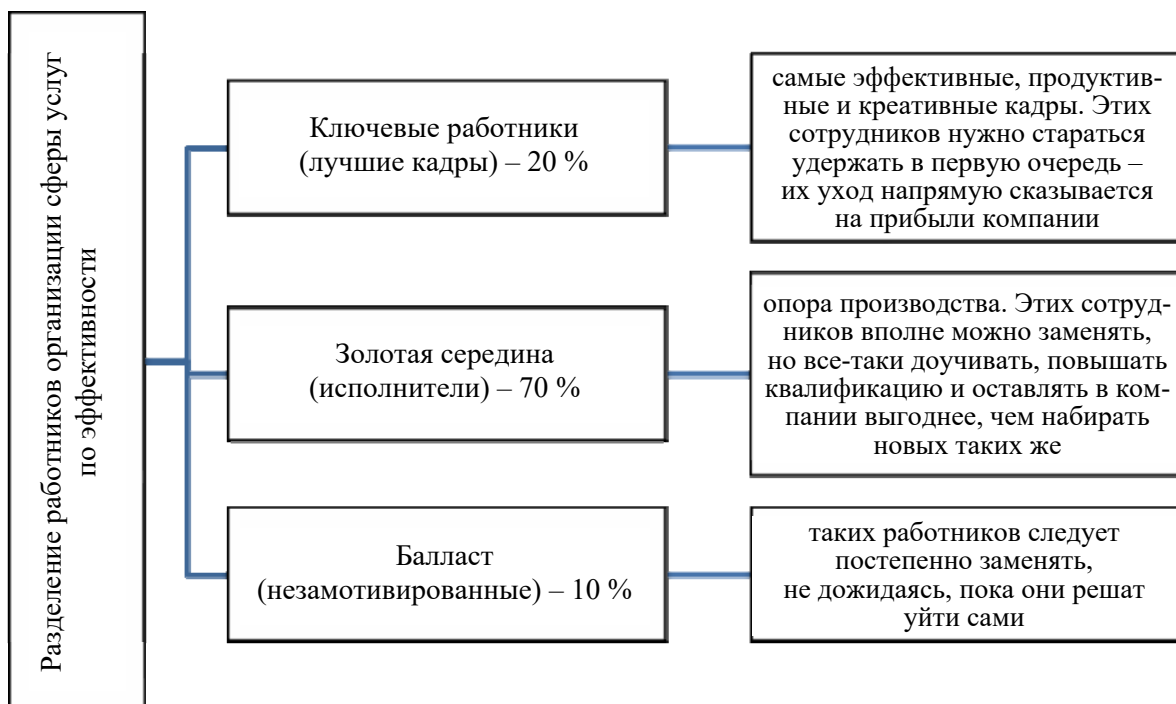 Разделение работников организации сферы услуг
по эффективности
Ключевые работники
(лучшие кадры) – 20 %
самые эффективные, продуктив-
ные и креативные кадры. Этих
сотрудников нужно стараться
удержать в первую очередь –
их уход напрямую сказывается
на прибыли компании
Золотая середина
(исполнители) – 70 %
опора производства. Этих сотруд-
ников вполне можно заменять,
но все-таки доучивать, повышать
квалификацию и оставлять в ком-
пании выгоднее, чем набирать
новых таких же
Балласт
(незамотивированные) – 10 %
таких работников следует
постепенно заменять,
не дожидаясь, пока они решат
уйти сами